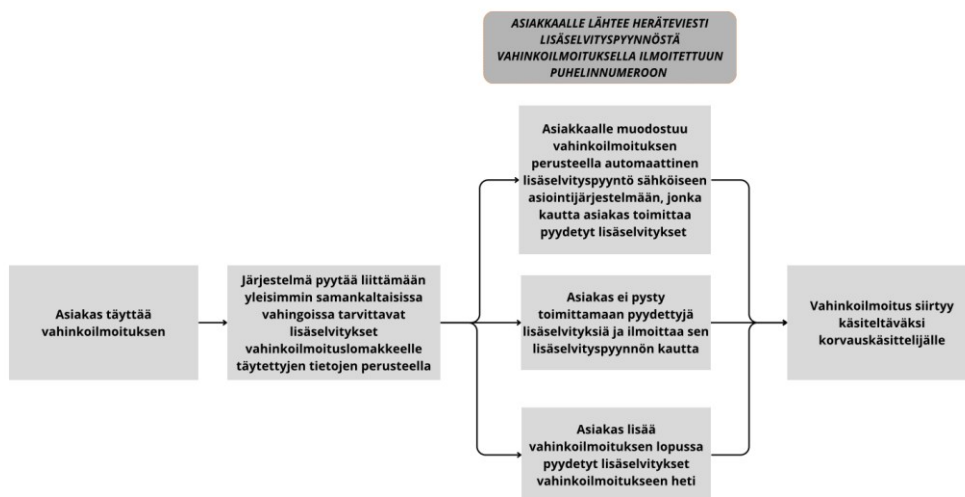 ASIAKKAALLE LÄHTEE HERÄTEVIESTI
LISÄSELVITYSPYYNNÖSTÄ
VAHINKOILMOITUKSELLA ILMOITETTUUN
PUHELINNUMEROON
Asiakas täyttää
vahinkoilmoituksen
Järjestelmä pyytää liittämään
yleisimmin samankaltaisissa
vahingoissa tarvittavat
lisäselvitykset
vahinkoilmoituslomakkeelle
täytettyjen tietojen perusteella
Asiakkaalle muodostuu
vahinkoilmoituksen
perusteella automaattinen
lisäselvityspyyntö sähköiseen
asiointijärjestelmään, jonka
kautta asiakas toimittaa
pyydetyt lisäselvitykset
Asiakas ei pysty
toimittamaan pyydettyjä
lisäselvityksiä ja ilmoittaa sen
lisäselvityspyynnön kautta
Asiakas lisää
vahinkoilmoituksen lopussa
pyydetyt lisäselvitykset
vahinkoilmoitukseen heti
Vahinkoilmoitus siirtyy
käsiteltäväksi
korvauskäsittelijälle